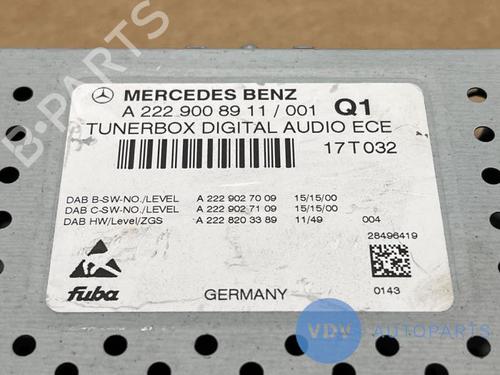 MERCEDES BENZ
A 222 900 89 11 / 001 Q1
TUNERBOX DIGITAL AUDIO ECE
17T032
DAB B-SW-NO./LEVEL A 222 902 70 09 15/15/00
DAB C-SW-NO./LEVEL A 222 902 71 09 15/15/00
DAB HW/Level/ZGS A 222 820 33 89 11/49 004
28496419
fuba
GERMANY
0143
B-PARTS
VDV AUTOPARTS